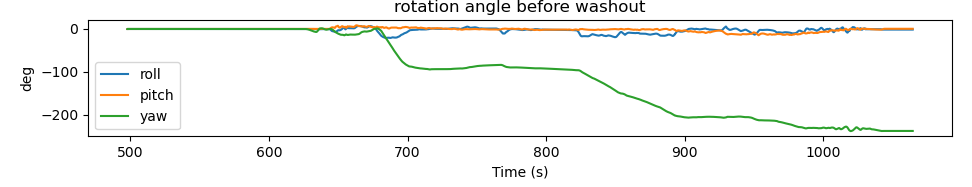 rotation angle before washout
0
−100
−200
deg
roll
pitch
yaw
500 600 700 800 900 1000
Time (s)